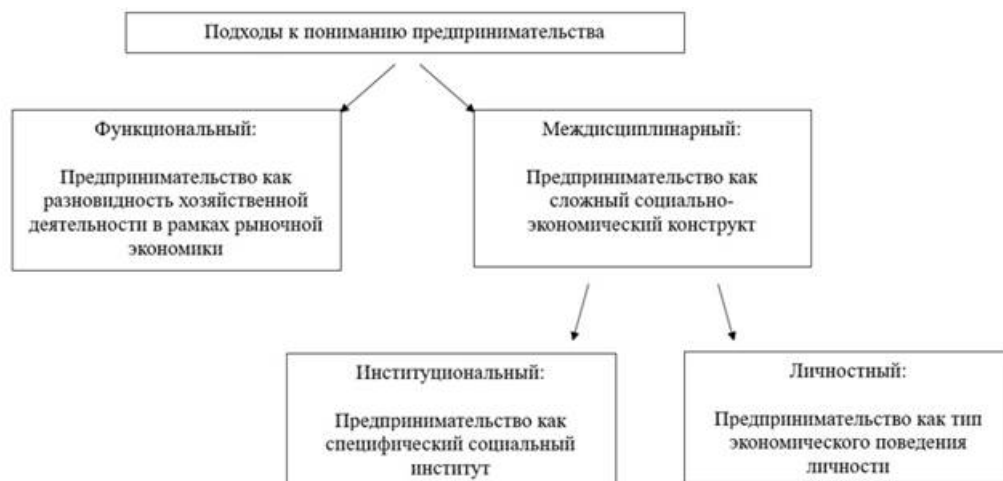 Подходы к пониманию предпринимательства
Функциональный:
Предпринимательство как
разновидность хозяйственной
деятельности в рамках рыночной
экономики
Междисциплинарный:
Предпринимательство как
сложный социально-
экономический конструкт
Институциональный:
Предпринимательство как
специфический социальный
институт
Личностный:
Предпринимательство как тип
экономического поведения
личности